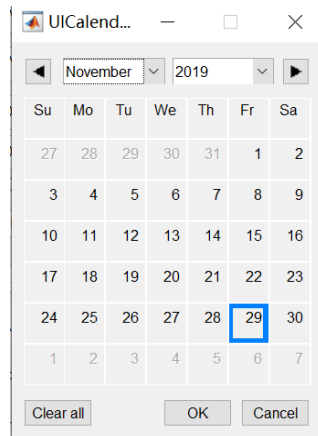 UICalend...
November 2019
Su Mo Tu We Th Fr Sa
27 28 29 30 31 1 2
3 4 5 6 7 8 9
10 11 12 13 14 15 16
17 18 19 20 21 22 23
24 25 26 27 28 29 30
1 2 3 4 5 6 7
Clear all OK Cancel